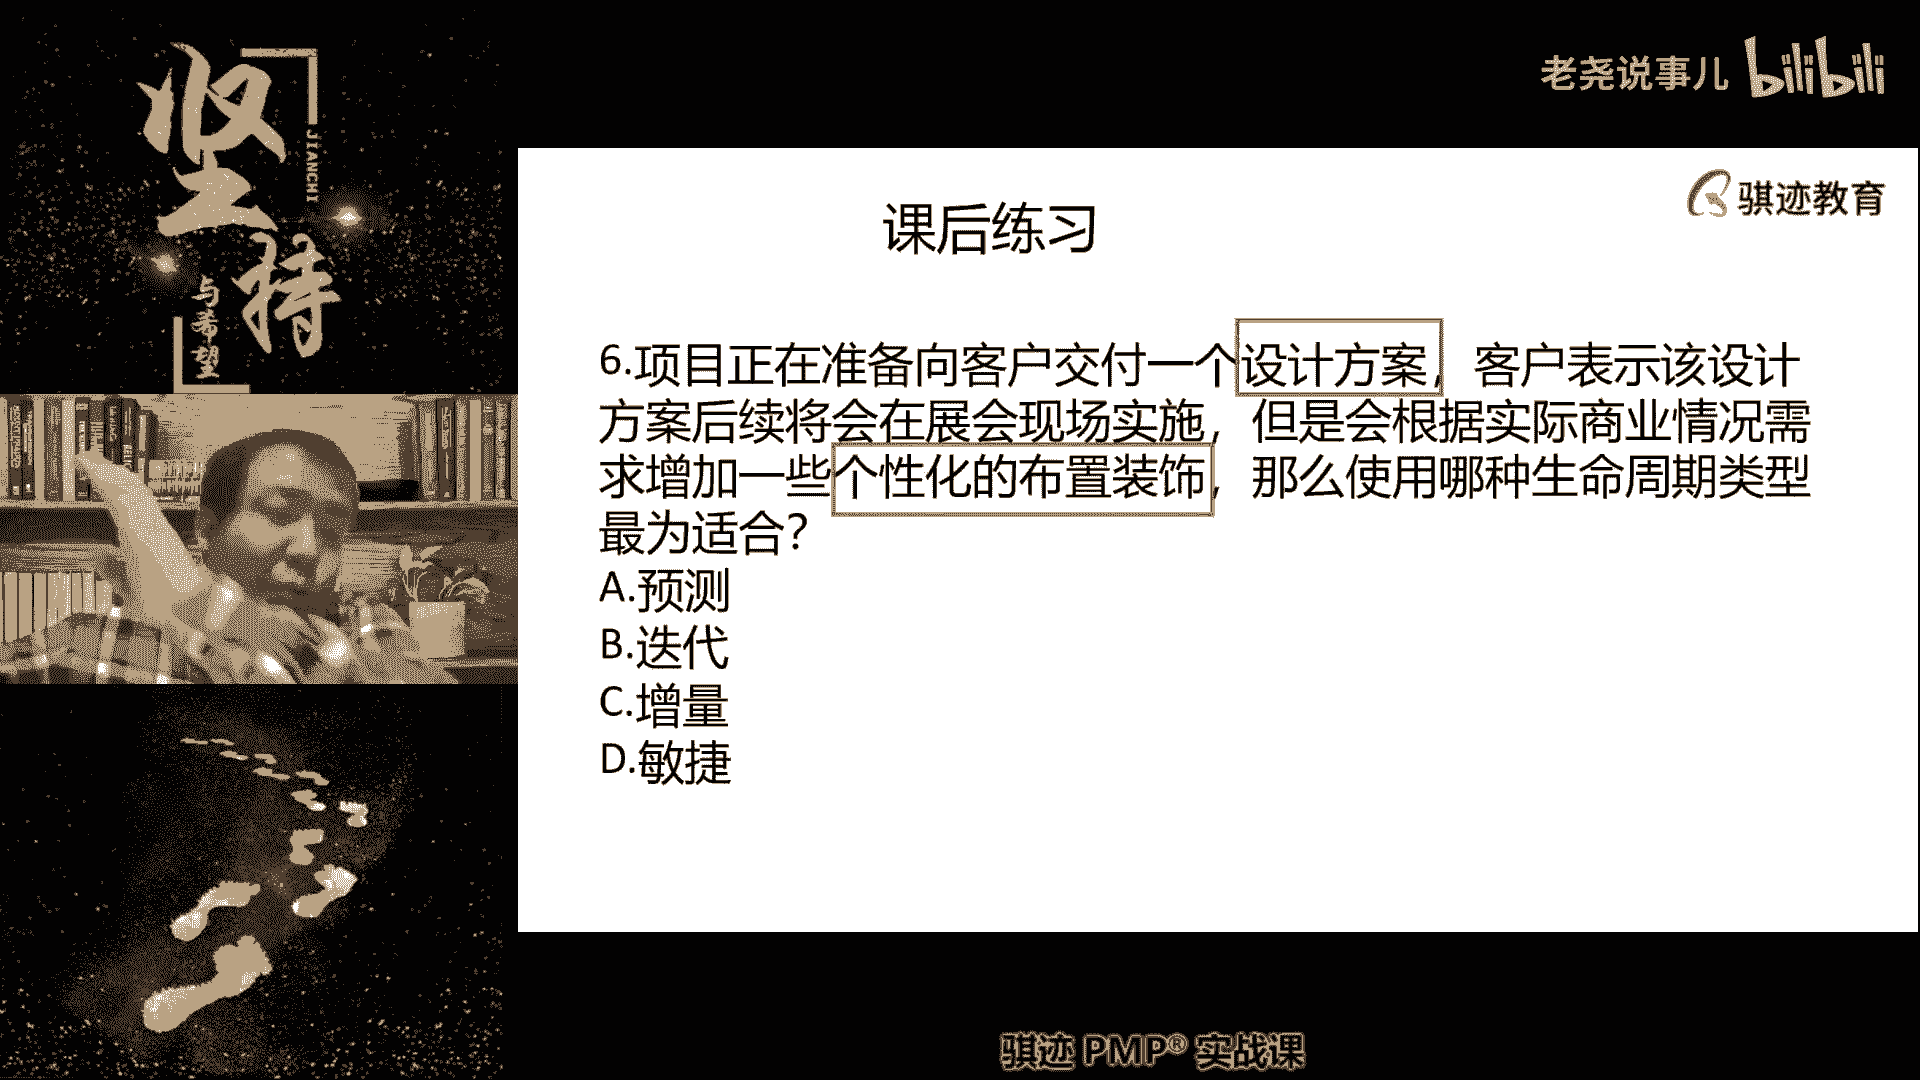 坚持
JIANCHI
与希望
老尧说事儿 bilibili
骐迹教育
课后练习
6.项目正在准备向客户交付一个设计方案，客户表示该设计
方案后续将会在展会现场实施，但是会根据实际商业情况需
求增加一些个性化的布置装饰，那么使用哪种生命周期类型
最为适合？
A.预测
B.迭代
C.增量
D.敏捷
骐迹 PMP® 实战课